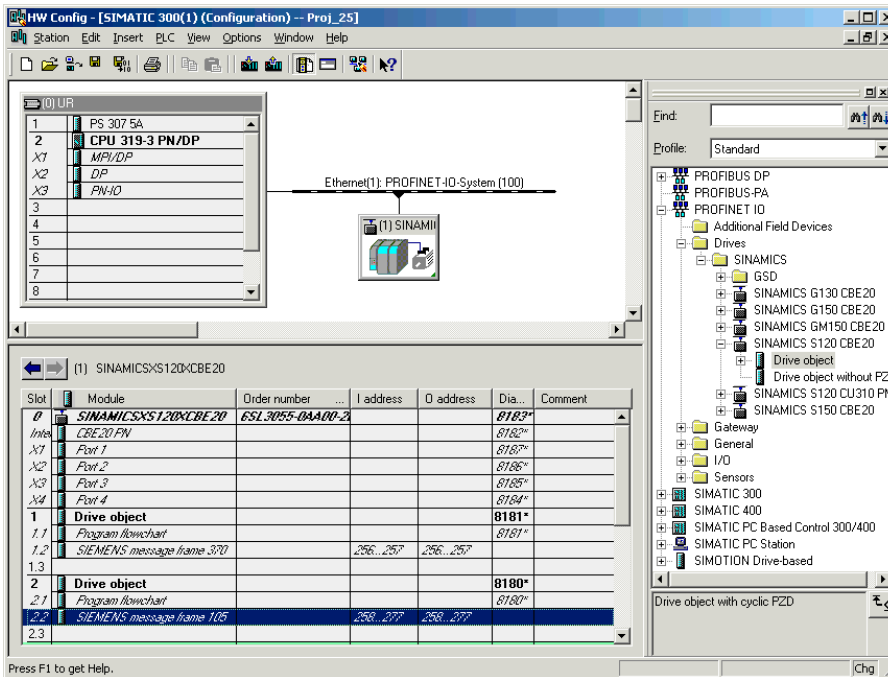 HW Config - [SIMATIC 300(1) (Configuration) -- Proj_25]
Station Edit Insert PLC View Options Window Help
(0) UR
1 PS 307 5A
2 CPU 319-3 PN/DP
X1 MPI/DP
X2 DP
X3 PN-IO
3
4
5
6
7
8
Ethernet(1): PROFINET-IO-System (100)
(1) SINAMI
Find:
Profile: Standard
PROFIBUS DP
PROFIBUS-PA
PROFINET IO
Additional Field Devices
Drives
SINAMICS
GSD
SINAMICS G130 CBE20
SINAMICS G150 CBE20
SINAMICS GM150 CBE20
SINAMICS S120 CBE20
Drive object
Drive object without PZ
SINAMICS S120 CU310 PN
SINAMICS S150 CBE20
Gateway
General
I/O
Sensors
SIMATIC 300
SIMATIC 400
SIMATIC PC Based Control 300/400
SIMATIC PC Station
SIMOTION Drive-based
Drive object with cyclic PZD
(1) SINAMICSXS120XCBE20
Slot Module Order number ... I address O address Dia... Comment
0 SINAMICSXS120XCBE20 6SL3055-0AA00-2 8183*
Inte CBE20 PN 8182*
X1 Port 1 8187*
X2 Port 2 8186*
X3 Port 3 8185*
X4 Port 4 8184*
1 Drive object 8181*
1.1 Program flowchart 8181*
1.2 SIEMENS message frame 370 256...257 256...257
1.3
2 Drive object 8180*
2.1 Program flowchart 8180*
2.2 SIEMENS message frame 105 258...277 258...277
2.3
Press F1 to get Help. Chg